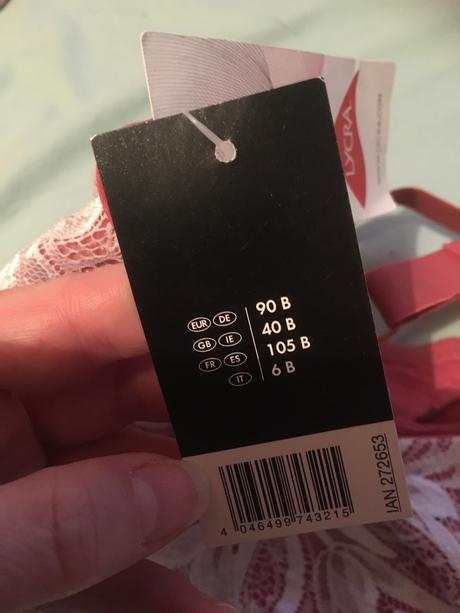 LYCRA®
EUR DE 90 B
GB IE 40 B
FR ES 105 B
IT 6 B
4 046499 743215
IAN 272653